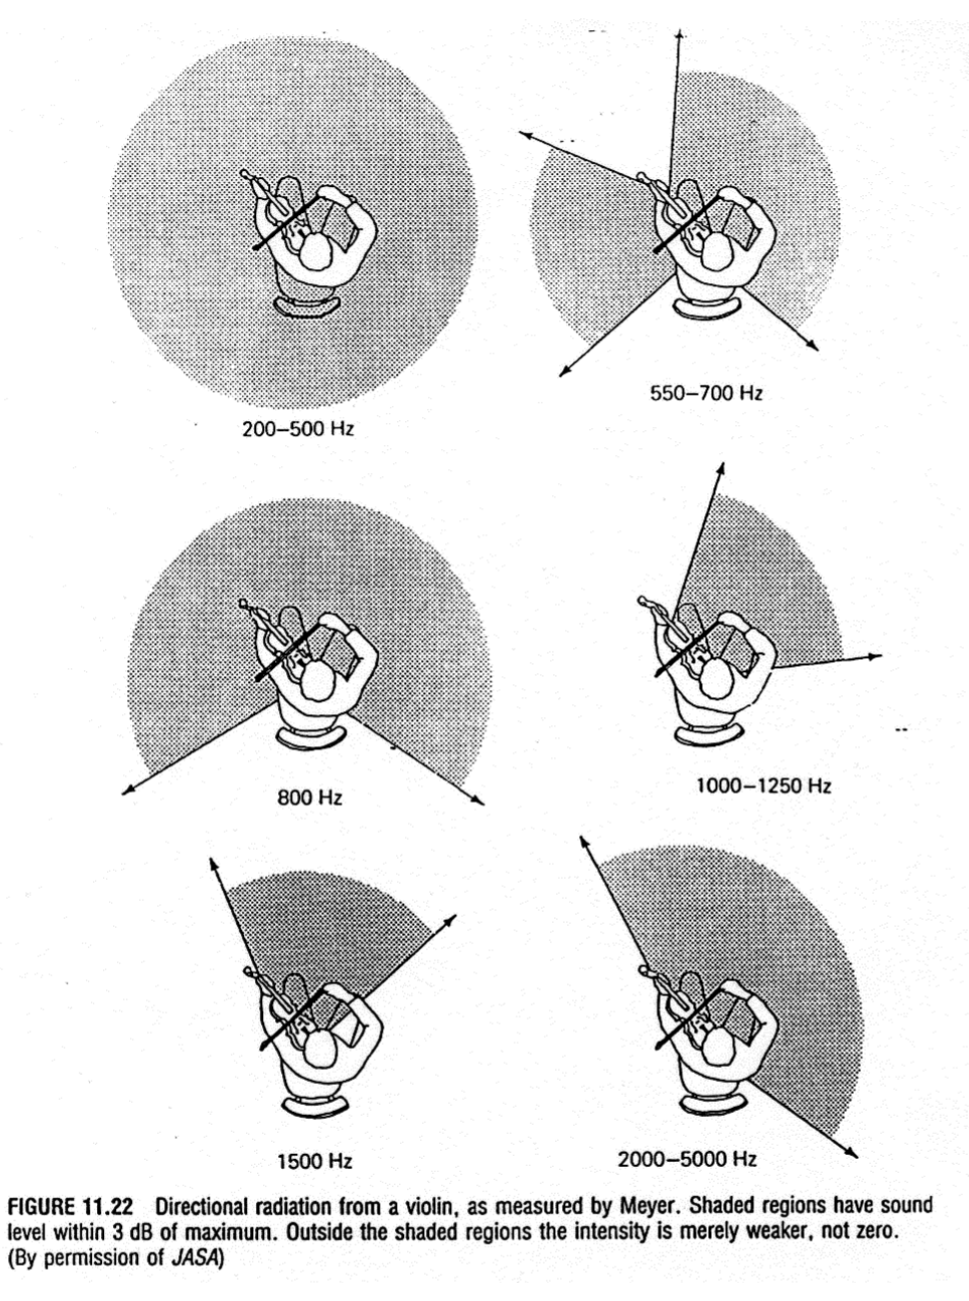 200–500 Hz
550–700 Hz
800 Hz
1000–1250 Hz
1500 Hz
2000–5000 Hz
FIGURE 11.22 Directional radiation from a violin, as measured by Meyer. Shaded regions have sound
level within 3 dB of maximum. Outside the shaded regions the intensity is merely weaker, not zero.
(By permission of JASA)